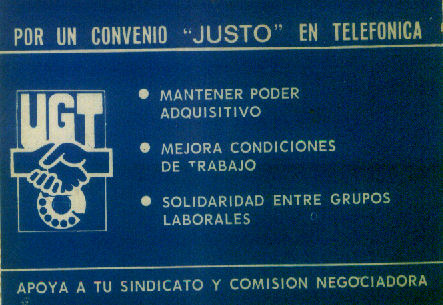 POR UN CONVENIO "JUSTO" EN TELEFONICA
UGT
MANTENER PODER
ADQUISITIVO
MEJORA CONDICIONES
DE TRABAJO
SOLIDARIDAD ENTRE GRUPOS
LABORALES
APOYA A TU SINDICATO Y COMISION NEGOCIADORA